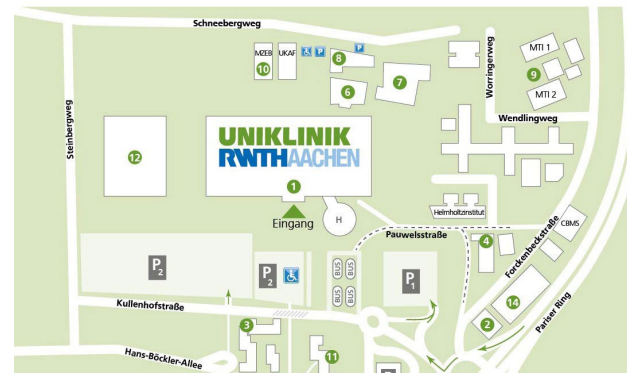 Schneebergweg
MZEB
UKAF
P
P
10
8
7
6
Worringerweg
MTI 1
9
MTI 2
Wendlingweg
Steinbergweg
12
UNIKLINIK
RWTHAACHEN
1
Eingang
H
Helmholtzinstitut
Pauwelsstraße
4
CBMS
Forckenbeckstraße
P2
P2
BUS
BUS
BUS
BUS
P1
14
2
Pariser Ring
Kullenhofstraße
3
11
Hans-Böckler-Allee